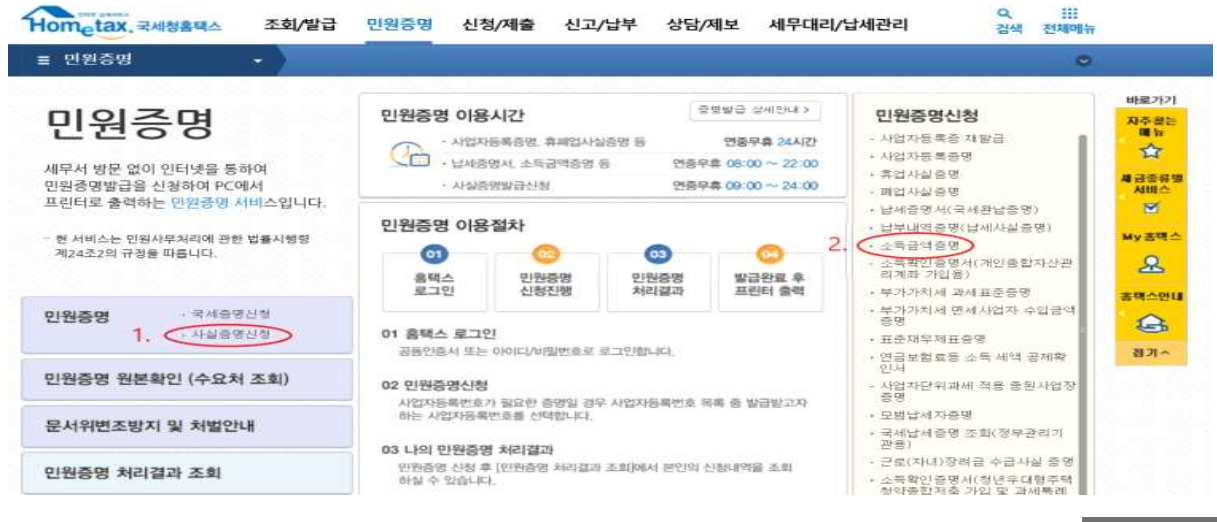 Hometax. 국세청홈택스
조회/발급 민원증명 신청/제출 신고/납부 상담/제보 세무대리/납세관리
검색 전체메뉴
민원증명
민원증명
세무서 방문 없이 인터넷을 통하여
민원증명발급을 신청하여 PC에서
프린터로 출력하는 민원증명 서비스입니다.
- 현 서비스는 민원사무처리에 관한 법률시행령
제24조2의 규정을 따릅니다.
민원증명
· 국세증명신청
1. · 사실증명신청
민원증명 원본확인 (수요처 조회)
문서위변조방지 및 처벌안내
민원증명 처리결과 조회
민원증명 이용시간
증명발급 상세안내 >
· 사업자등록증명, 휴폐업사실증명 등 연중무휴 24시간
· 납세증명서, 소득금액증명 등 연중무휴 08:00 ~ 22:00
· 사실증명발급신청 연중무휴 09:00 ~ 24:00
민원증명 이용절차
01 02 03 04
홈택스 로그인
민원증명 신청진행
민원증명 처리결과
발급완료 후 프린터 출력
01 홈택스 로그인
공동인증서 또는 아이디/비밀번호로 로그인합니다.
02 민원증명신청
사업자등록번호가 필요한 증명일 경우 사업자등록번호 목록 중 발급받고자
하는 사업자등록번호를 선택합니다.
03 나의 민원증명 처리결과
민원증명 신청 후 [민원증명 처리결과 조회]에서 본인의 신청내역을 조회
하실 수 있습니다.
민원증명신청
· 사업자등록증 재발급
· 사업자등록증명
· 휴업사실증명
· 폐업사실증명
· 납세증명서(국세완납증명)
· 납부내역증명(납세사실증명)
2. · 소득금액증명
· 소득확인증명서(개인종합자산관
리계좌 가입용)
· 부가가치세 과세표준증명
· 부가가치세 면세사업자 수입금액
증명
· 표준재무제표증명
· 연금보험료등 소득 세액 공제확
인서
· 사업자단위과세 적용 종된사업장
증명
· 모범납세자증명
· 국세납세증명 조회(정부관리기
관용)
· 근로(자녀)장려금 수급사실 증명
· 소득확인증명서(청년우대형주택
청약종합저축 가입 및 과세특례
바로가기
자주찾는
메뉴
세금종류별
서비스
My홈택스
홈택스안내
접기